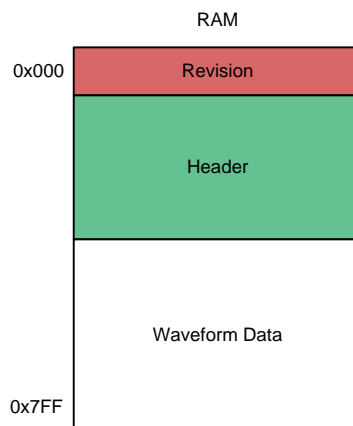 RAM
0x000
Revision
Header
Waveform Data
0x7FF